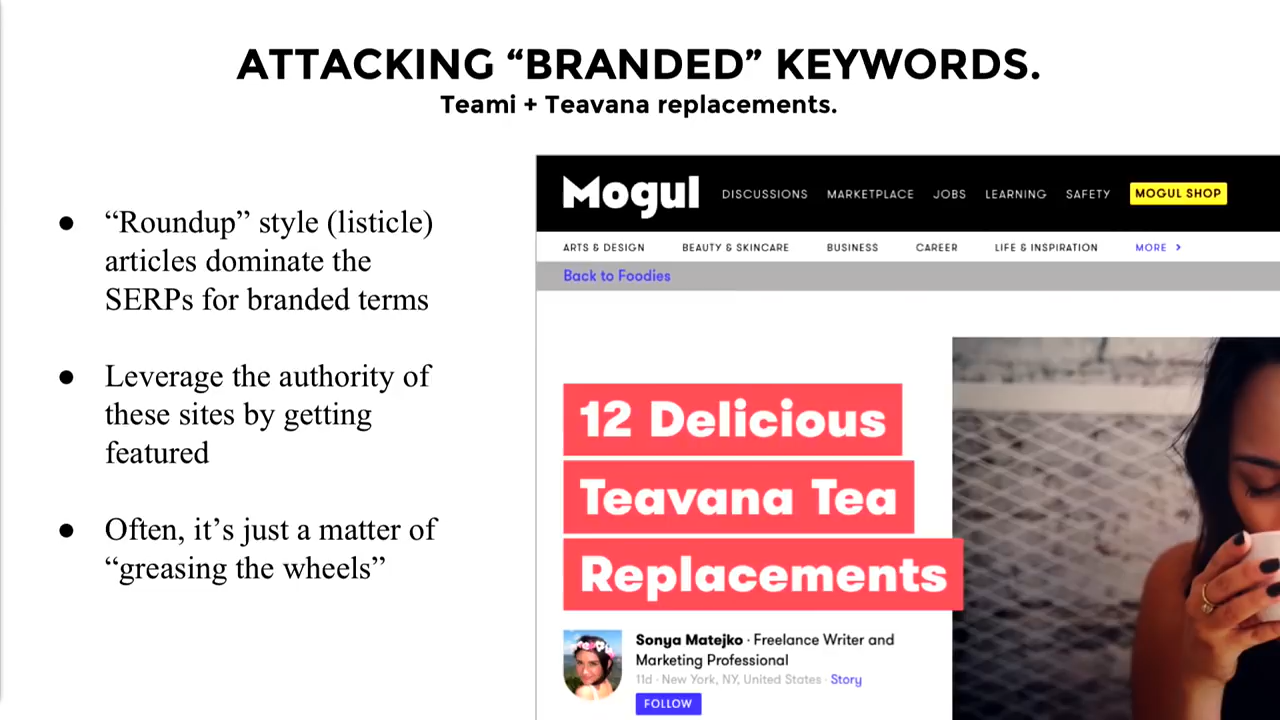 ATTACKING “BRANDED” KEYWORDS.
Teami + Teavana replacements.
● “Roundup” style (listicle)
articles dominate the
SERPs for branded terms
● Leverage the authority of
these sites by getting
featured
● Often, it’s just a matter of
“greasing the wheels”
Mogul DISCUSSIONS MARKETPLACE JOBS LEARNING SAFETY MOGUL SHOP
ARTS & DESIGN BEAUTY & SKINCARE BUSINESS CAREER LIFE & INSPIRATION MORE >
Back to Foodies
12 Delicious
Teavana Tea
Replacements
Sonya Matejko · Freelance Writer and
Marketing Professional
11d · New York, NY, United States · Story
FOLLOW